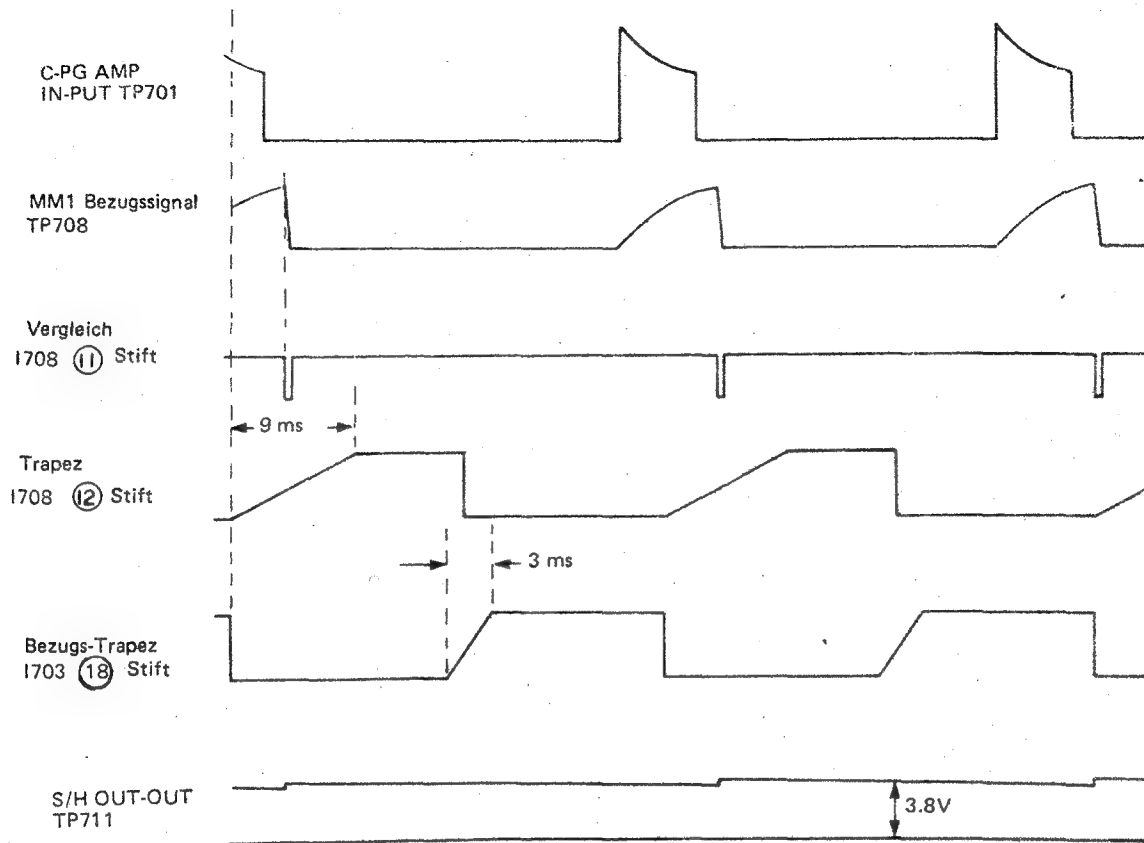 C-PG AMP
IN-PUT TP701
MM1 Bezugssignal
TP708
Vergleich
I708 11 Stift
9 ms
Trapez
I708 12 Stift
3 ms
Bezugs-Trapez
I703 18 Stift
S/H OUT-OUT
TP711
3.8V